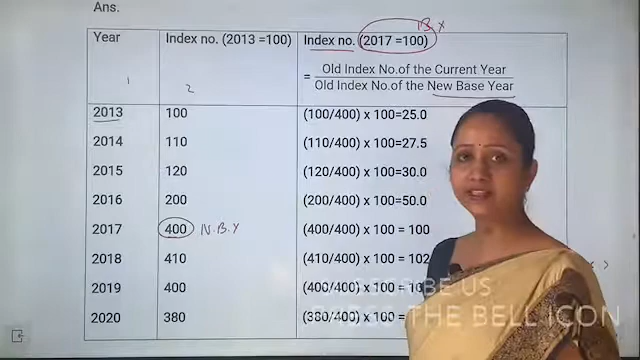 Ans.
B Y
Year Index no. (2013 =100) Index no. (2017 =100)
= Old Index No.of the Current Year
Old Index No.of the New Base Year
1 2
2013 100 (100/400) x 100=25.0
2014 110 (110/400) x 100=27.5
2015 120 (120/400) x 100=30.0
2016 200 (200/400) x 100=50.0
2017 400 N.B.Y (400/400) x 100 = 100
2018 410 (410/400) x 100 = 102
2019 400 (400/400) x 100 = 10
2020 380 (380/400) x 100 =
SUBSCRIBE US
THE BELL ICON